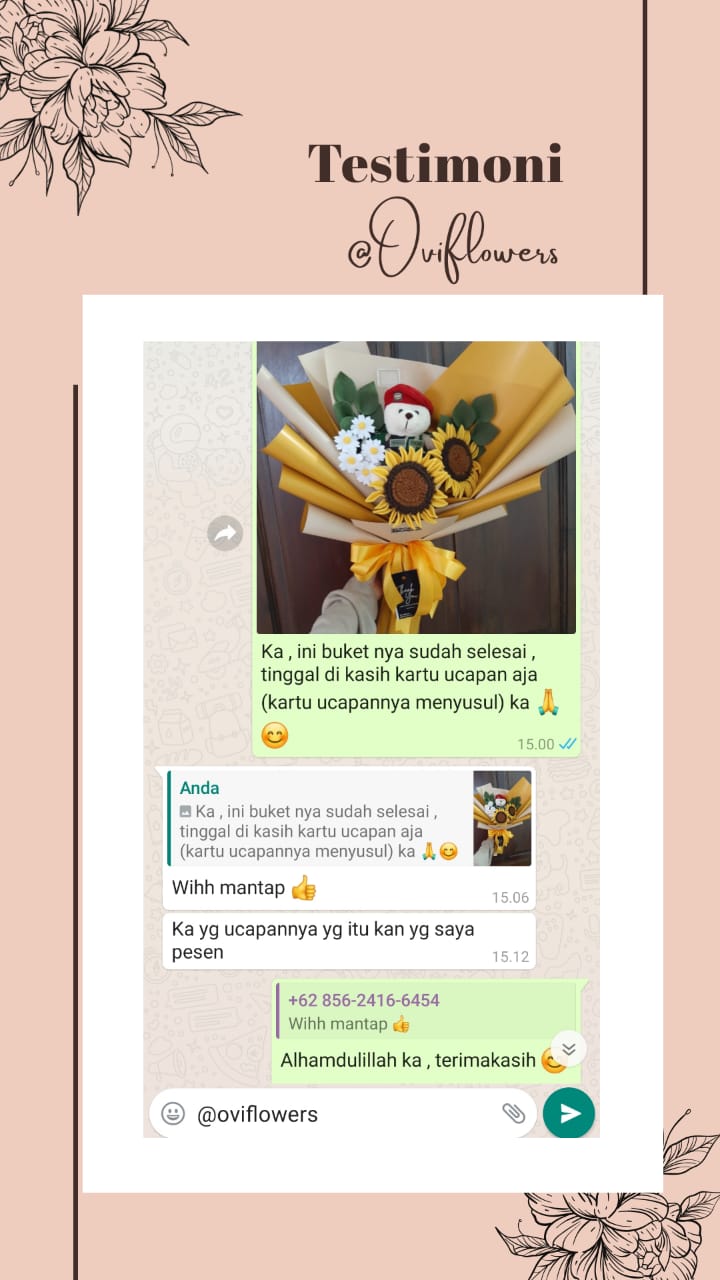 Testimoni
@Oviflowers
Thank
You
Ka , ini buket nya sudah selesai ,
tinggal di kasih kartu ucapan aja
(kartu ucapannya menyusul) ka 🙏
😊
15.00
Anda
Ka , ini buket nya sudah selesai ,
tinggal di kasih kartu ucapan aja
(kartu ucapannya menyusul) ka 🙏😊
Wihh mantap 👍
15.06
Ka yg ucapannya yg itu kan yg saya
pesen
15.12
+62 856-2416-6454
Wihh mantap 👍
Alhamdulillah ka , terimakasih 😊
@oviflowers